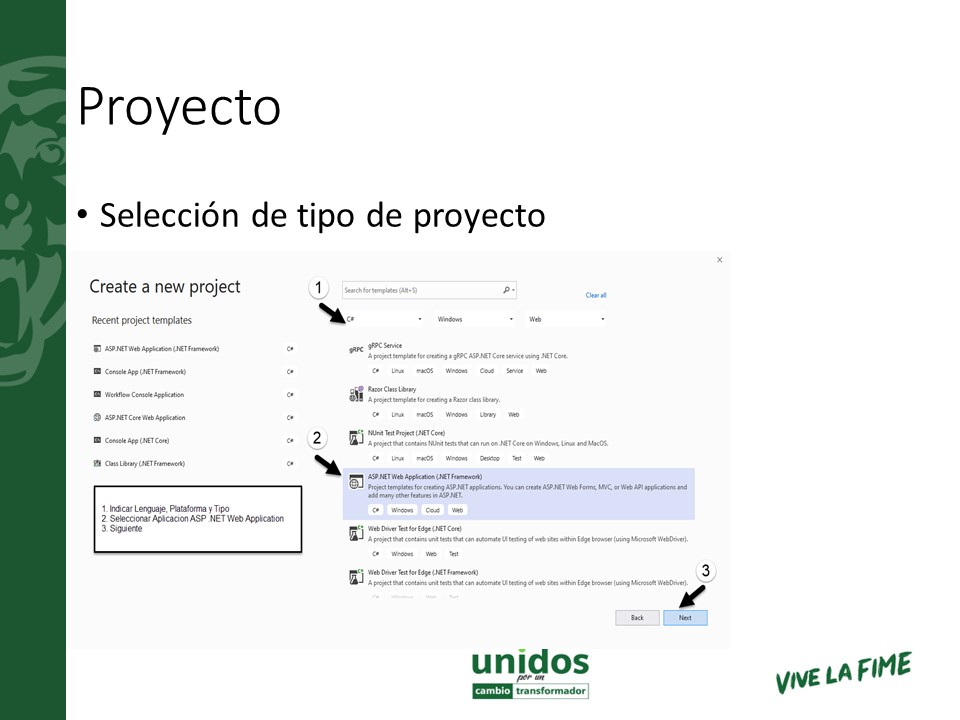 Proyecto
• Selección de tipo de proyecto
Create a new project
Recent project templates
ASP.NET Web Application (.NET Framework) C#
Console App (.NET Framework) C#
Workflow Console Application C#
ASP.NET Core Web Application C#
Console App (.NET Core) C#
Class Library (.NET Framework) C#
1. Indicar Lenguaje, Plataforma y Tipo
2. Seleccionar Aplicacion ASP .NET Web Application
3. Siguiente
1
Search for templates (Alt+S)
Clear all
C# Windows Web
gRPC
gRPC Service
A project template for creating a gRPC ASP.NET Core service using .NET Core.
C# Linux macOS Windows Cloud Service Web
Razor Class Library
A project template for creating a Razor class library.
C# Linux macOS Windows Library Web
2
NUnit Test Project (.NET Core)
A project that contains NUnit tests that can run on .NET Core on Windows, Linux and MacOS.
C# Linux macOS Windows Desktop Test Web
ASP.NET Web Application (.NET Framework)
Project templates for creating ASP.NET applications. You can create ASP.NET Web Forms, MVC, or Web API applications and
add many other features in ASP.NET.
C# Windows Cloud Web
Web Driver Test for Edge (.NET Core)
A project that contains unit tests that can automate UI testing of web sites within Edge browser (using Microsoft WebDriver).
C# Windows Web Test
Web Driver Test for Edge (.NET Framework)
A project that contains unit tests that can automate UI testing of web sites within Edge browser (using Microsoft WebDriver).
C# Windows Web Test
3
Back Next
unidos
por un
cambio transformador
VIVE LA FIME